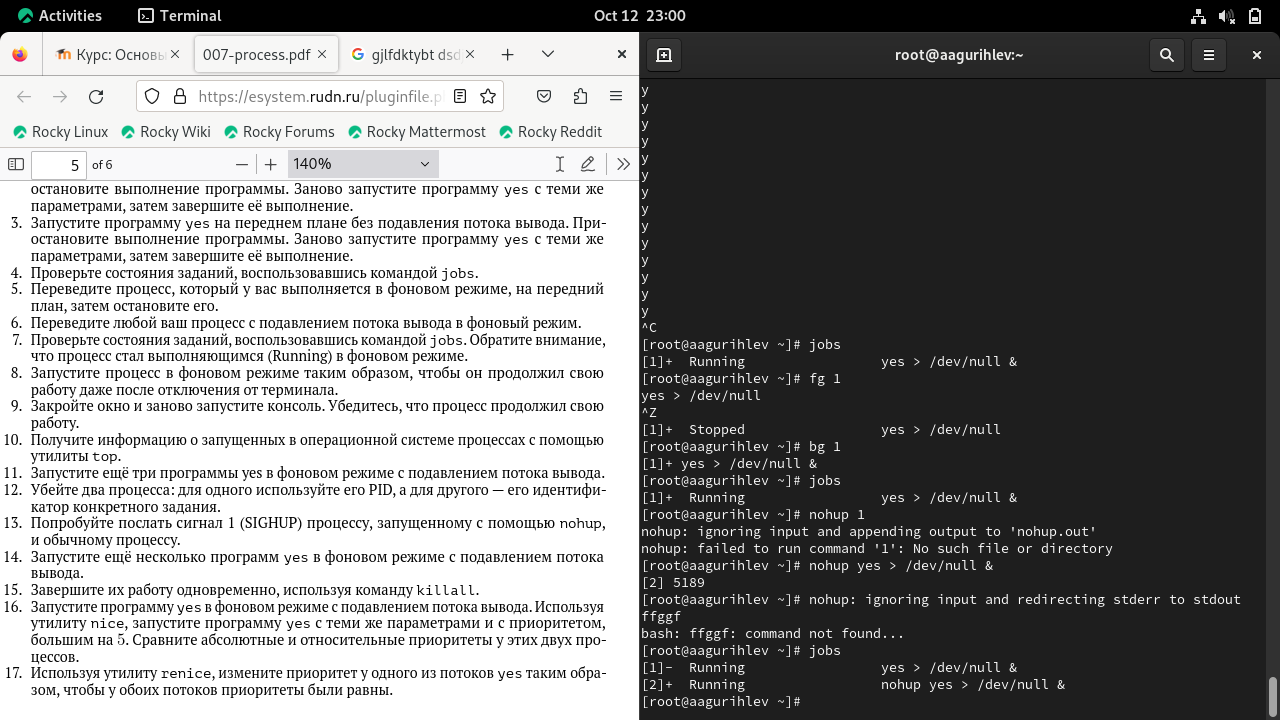 Activities
Terminal
Oct 12 23:00
Курс: Основы
007-process.pdf
gjlfdktybt dsd
https://esystem.rudn.ru/pluginfile.p
Rocky Linux
Rocky Wiki
Rocky Forums
Rocky Mattermost
Rocky Reddit
5
of 6
140%
остановите выполнение программы. Заново запустите программу yes с теми же
параметрами, затем завершите её выполнение.
3. Запустите программу yes на переднем плане без подавления потока вывода. При-
остановите выполнение программы. Заново запустите программу yes с теми же
параметрами, затем завершите её выполнение.
4. Проверьте состояния заданий, воспользовавшись командой jobs.
5. Переведите процесс, который у вас выполняется в фоновом режиме, на передний
план, затем остановите его.
6. Переведите любой ваш процесс с подавлением потока вывода в фоновый режим.
7. Проверьте состояния заданий, воспользовавшись командой jobs. Обратите внимание,
что процесс стал выполняющимся (Running) в фоновом режиме.
8. Запустите процесс в фоновом режиме таким образом, чтобы он продолжил свою
работу даже после отключения от терминала.
9. Закройте окно и заново запустите консоль. Убедитесь, что процесс продолжил свою
работу.
10. Получите информацию о запущенных в операционной системе процессах с помощью
утилиты top.
11. Запустите ещё три программы yes в фоновом режиме с подавлением потока вывода.
12. Убейте два процесса: для одного используйте его PID, а для другого — его идентифи-
катор конкретного задания.
13. Попробуйте послать сигнал 1 (SIGHUP) процессу, запущенному с помощью nohup,
и обычному процессу.
14. Запустите ещё несколько программ yes в фоновом режиме с подавлением потока
вывода.
15. Завершите их работу одновременно, используя команду killall.
16. Запустите программу yes в фоновом режиме с подавлением потока вывода. Используя
утилиту nice, запустите программу yes с теми же параметрами и с приоритетом,
большим на 5. Сравните абсолютные и относительные приоритеты у этих двух про-
цессов.
17. Используя утилиту renice, измените приоритет у одного из потоков yes таким обра-
зом, чтобы у обоих потоков приоритеты были равны.
root@aagurihlev:~
y
y
y
y
y
y
y
y
y
y
y
y
y
y
^C
[root@aagurihlev ~]# jobs
[1]+ Running yes > /dev/null &
[root@aagurihlev ~]# fg 1
yes > /dev/null
^Z
[1]+ Stopped yes > /dev/null
[root@aagurihlev ~]# bg 1
[1]+ yes > /dev/null &
[root@aagurihlev ~]# jobs
[1]+ Running yes > /dev/null &
[root@aagurihlev ~]# nohup 1
nohup: ignoring input and appending output to 'nohup.out'
nohup: failed to run command '1': No such file or directory
[root@aagurihlev ~]# nohup yes > /dev/null &
[2] 5189
[root@aagurihlev ~]# nohup: ignoring input and redirecting stderr to stdout
ffggf
bash: ffggf: command not found...
[root@aagurihlev ~]# jobs
[1]- Running yes > /dev/null &
[2]+ Running nohup yes > /dev/null &
[root@aagurihlev ~]#